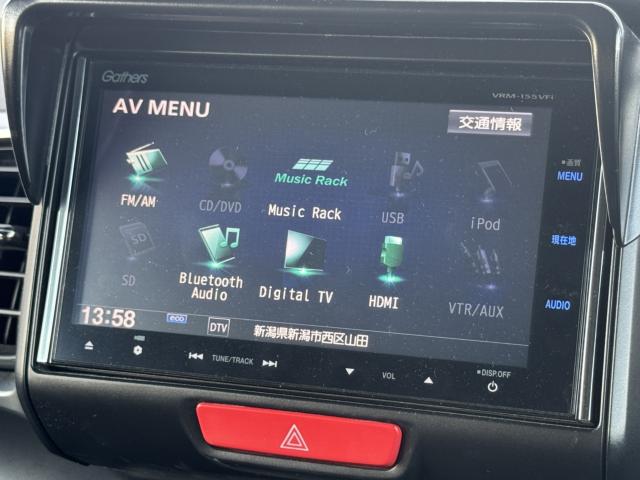 Gathers
VRM-155VFi
AV MENU
交通情報
画質
MENU
FM/AM
CD/DVD
Music Rack
Music Rack
USB
iPod
現在地
SD
Bluetooth Audio
Digital TV
HDMI
VTR/AUX
AUDIO
13:58
eco
DTV
新潟県新潟市西区山田
TUNE/TRACK
VOL
DISP.OFF